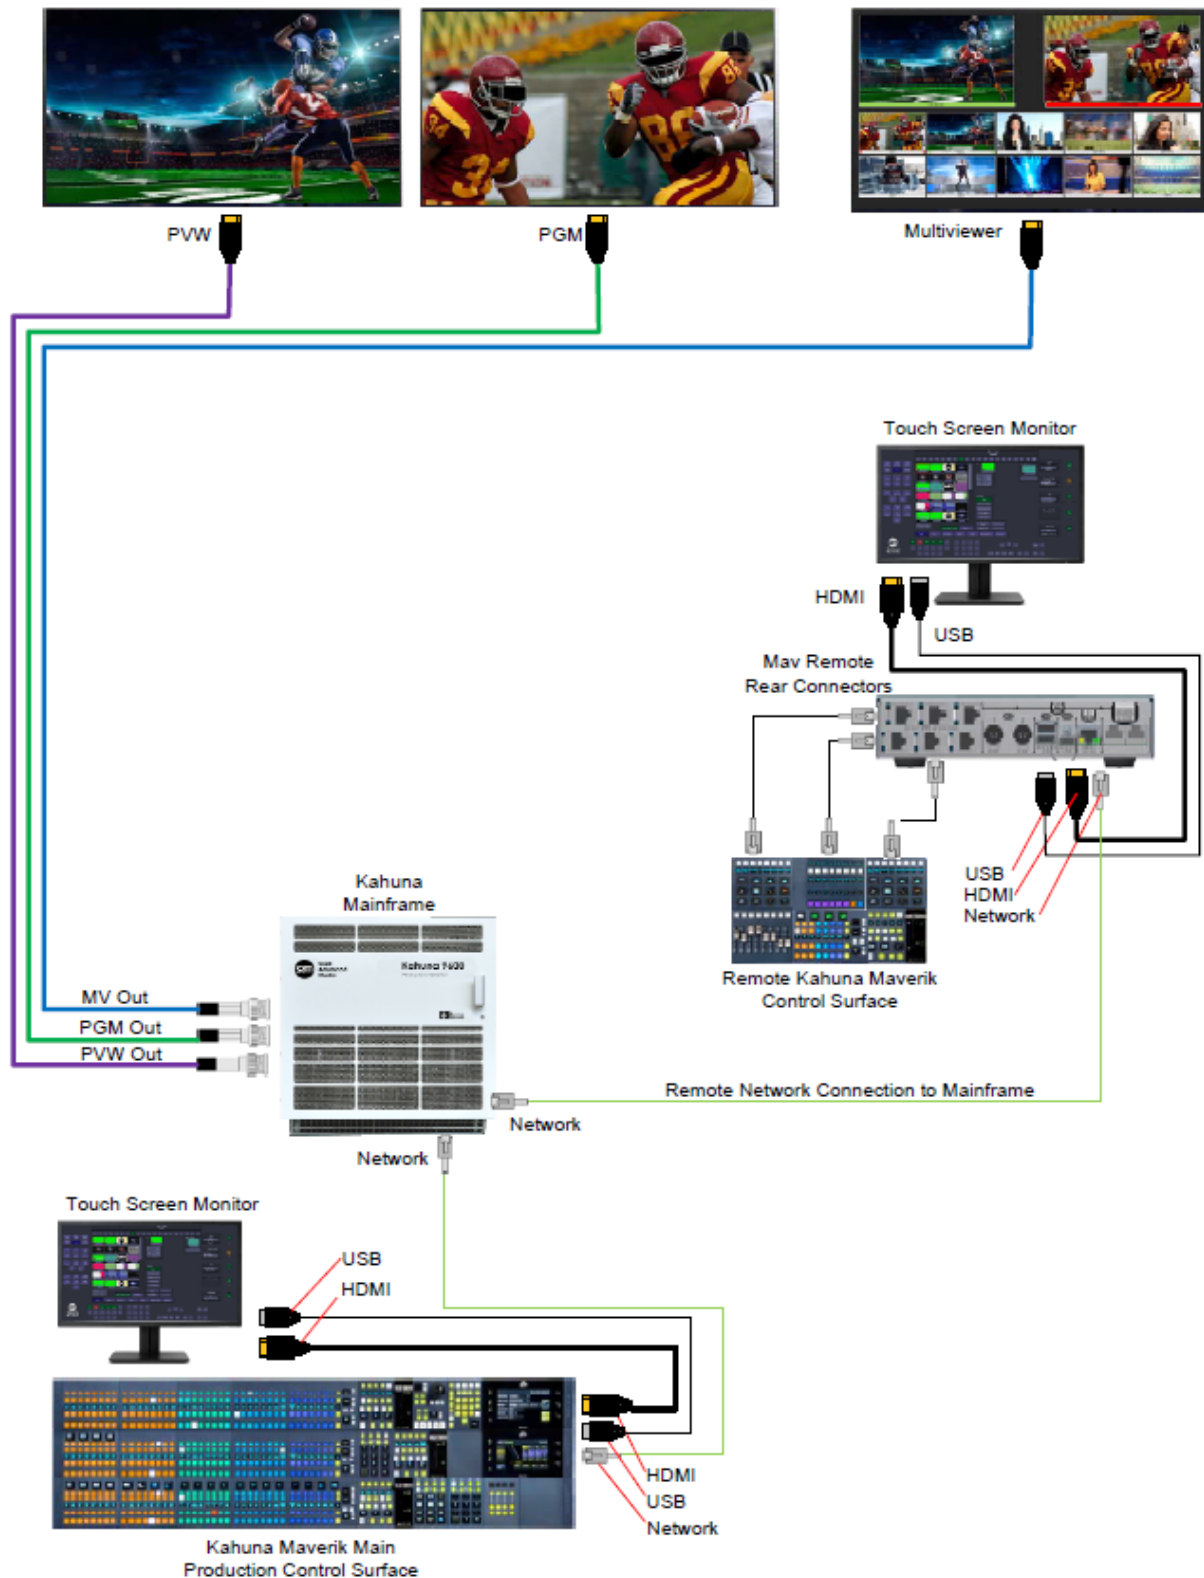 PVW
PGM
Multiviewer
Touch Screen Monitor
HDMI
USB
Mav Remote
Rear Connectors
USB
HDMI
Network
Kahuna
Mainframe
Kahuna 9600
Remote Kahuna Maverik
Control Surface
MV Out
PGM Out
PVW Out
Remote Network Connection to Mainframe
Network
Network
Touch Screen Monitor
USB
HDMI
HDMI
USB
Network
Kahuna Maverik Main
Production Control Surface